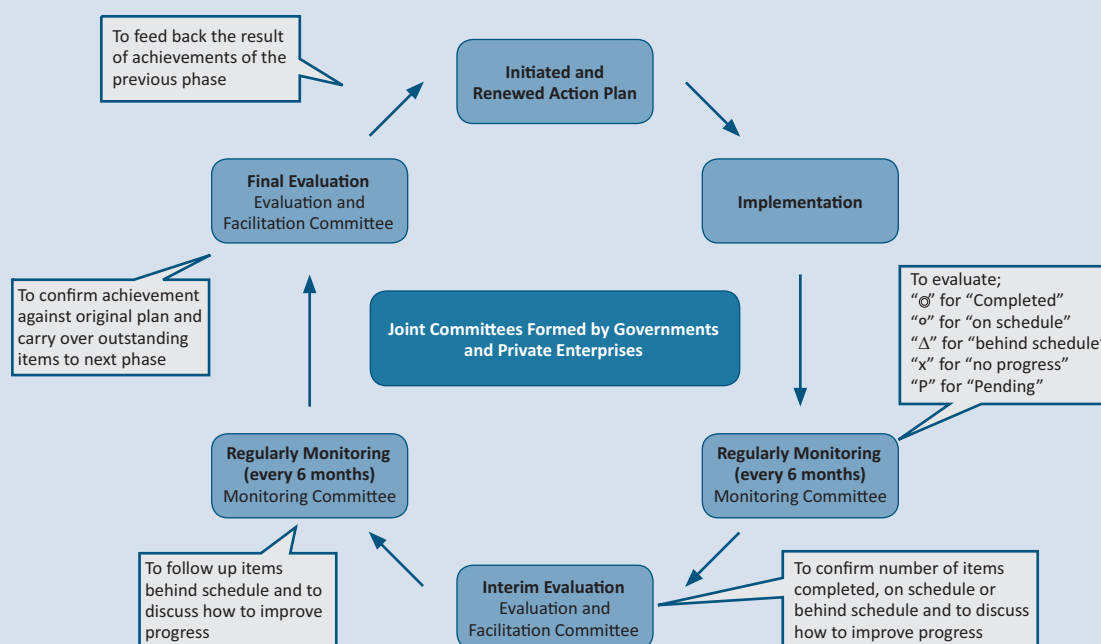 To feed back the result
of achievements of the
previous phase
Initiated and
Renewed Action Plan
Final Evaluation
Evaluation and
Facilitation Committee
Implementation
To confirm achievement
against original plan and
carry over outstanding
items to next phase
Joint Committees Formed by Governments
and Private Enterprises
To evaluate;
“◎” for “Completed”
“o” for “on schedule”
“Δ” for “behind schedule”
“x” for “no progress”
“P” for “Pending”
Regularly Monitoring
(every 6 months)
Monitoring Committee
Regularly Monitoring
(every 6 months)
Monitoring Committee
To follow up items
behind schedule and to
discuss how to improve
progress
Interim Evaluation
Evaluation and
Facilitation Committee
To confirm number of items
completed, on schedule or
behind schedule and to discuss
how to improve progress